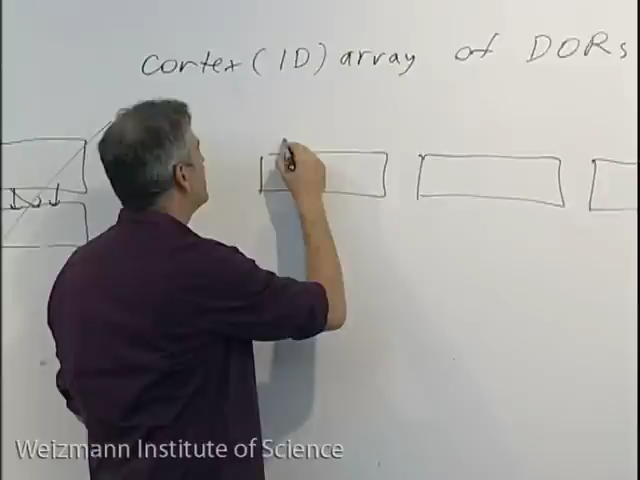 Cortex (1D) array of DORs
Weizmann Institute of Science